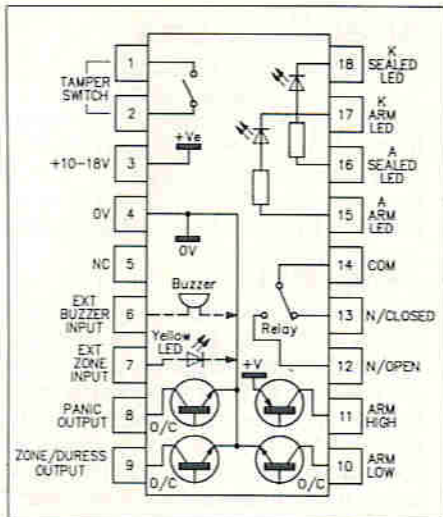 1
TAMPER
SWITCH
2
+10-18V
3
0V
4
NC
5
EXT
BUZZER
INPUT
6
EXT
ZONE
INPUT
7
PANIC
OUTPUT
8
ZONE/DURESS
OUTPUT
9
+Ve
0V
Buzzer
Yellow
LED
Relay
+V
O/C
O/C
O/C
18
K
SEALED
LED
17
K
ARM
LED
16
A
SEALED
LED
15
A
ARM
LED
14
COM
13
N/CLOSED
12
N/OPEN
11
ARM
HIGH
10
ARM
LOW